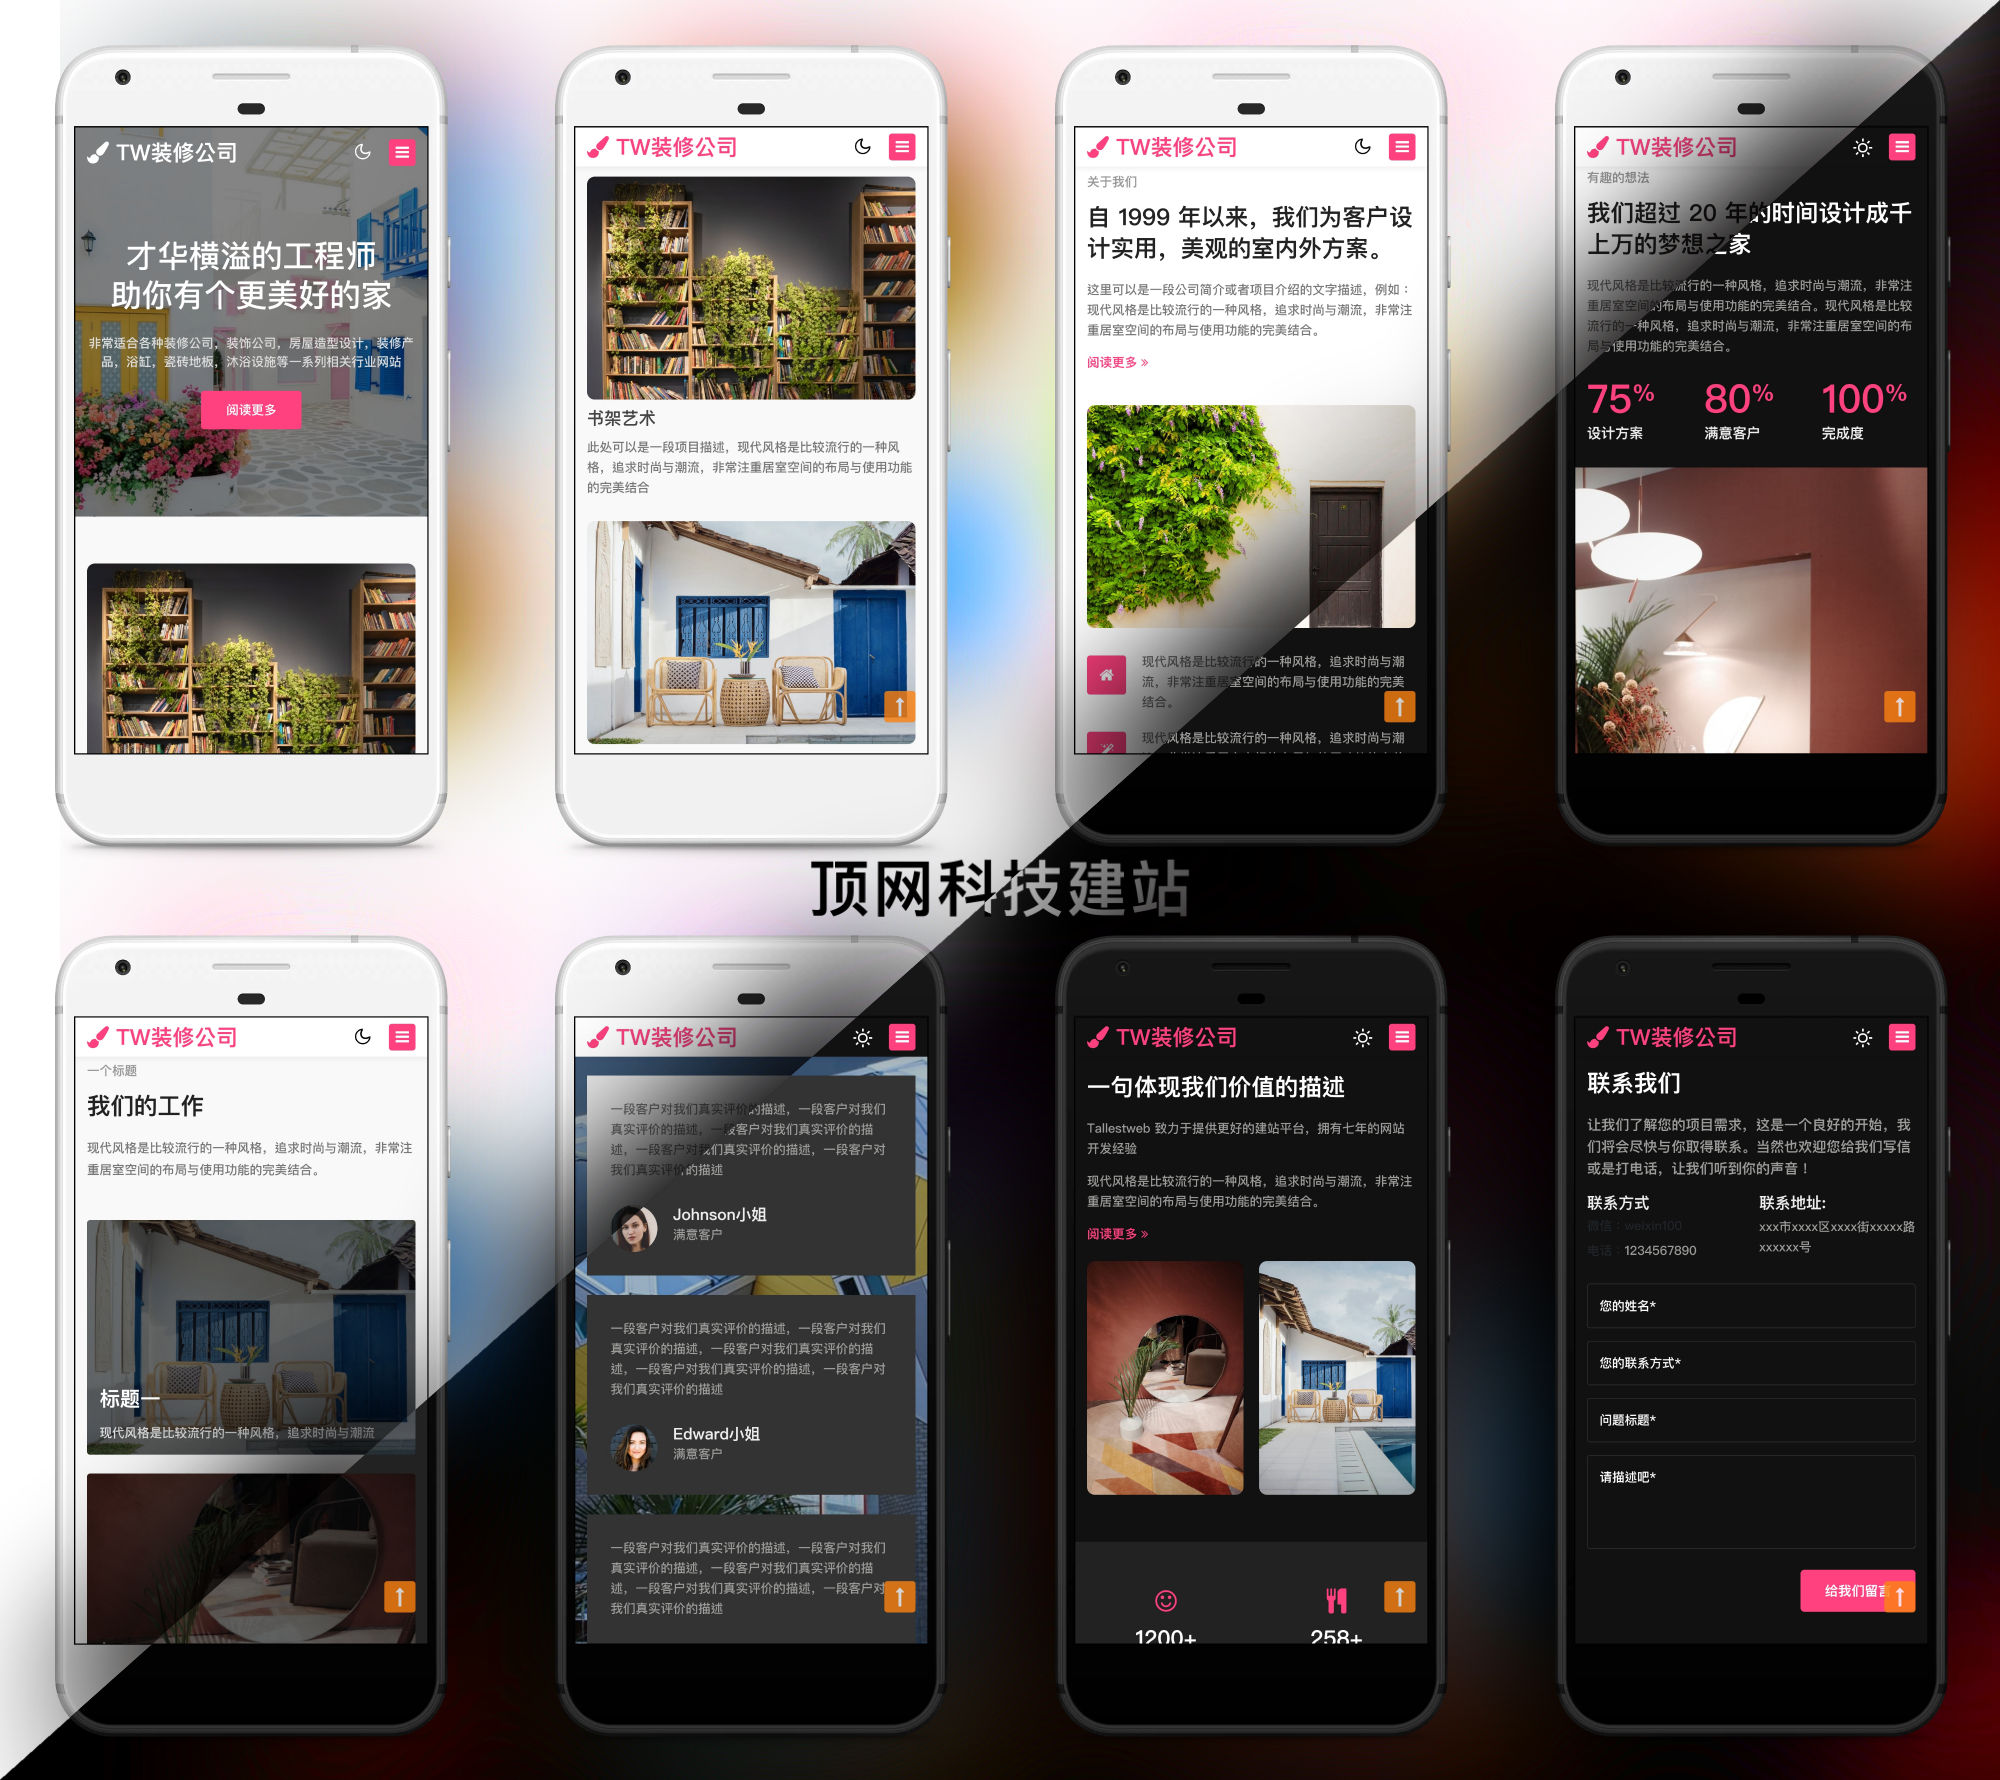 TW装修公司
才华横溢的工程师
助你有个更美好的家
非常适合各种装修公司，装饰公司，房屋造型设计，装修产
品，浴缸，瓷砖地板，沐浴设施等一系列相关行业网站
阅读更多
TW装修公司
书架艺术
此处可以是一段项目描述，现代风格是比较流行的一种风
格，追求时尚与潮流，非常注重居室空间的布局与使用功能
的完美结合
TW装修公司
关于我们
自 1999 年以来，我们为客户设
计实用，美观的室内外方案。
这里可以是一段公司简介或者项目介绍的文字描述，例如：
现代风格是比较流行的一种风格，追求时尚与潮流，非常注
重居室空间的布局与使用功能的完美结合。
阅读更多 »
现代风格是比较流行的一种风格，追求时尚与潮
流，非常注重居室空间的布局与使用功能的完美
结合。
现代风格是比较流行的一种风格，追求时尚与潮
TW装修公司
有趣的想法
我们超过 20 年的时间设计成千
上万的梦想之家
现代风格是比较流行的一种风格，追求时尚与潮流，非常注
重居室空间的布局与使用功能的完美结合。现代风格是比较
流行的一种风格，追求时尚与潮流，非常注重居室空间的布
局与使用功能的完美结合。
75% 80% 100%
设计方案 满意客户 完成度
顶网科技建站
TW装修公司
一个标题
我们的工作
现代风格是比较流行的一种风格，追求时尚与潮流，非常注
重居室空间的布局与使用功能的完美结合。
标题一
现代风格是比较流行的一种风格，追求时尚与潮流
TW装修公司
一段客户对我们真实评价的描述，一段客户对我们
真实评价的描述，一段客户对我们真实评价的描
述，一段客户对我们真实评价的描述，一段客户对
我们真实评价的描述
Johnson小姐
满意客户
一段客户对我们真实评价的描述，一段客户对我们
真实评价的描述，一段客户对我们真实评价的描
述，一段客户对我们真实评价的描述，一段客户对
我们真实评价的描述
Edward小姐
满意客户
一段客户对我们真实评价的描述，一段客户对我们
真实评价的描述，一段客户对我们真实评价的描
述，一段客户对我们真实评价的描述，一段客户对
我们真实评价的描述
TW装修公司
一句体现我们价值的描述
Tallestweb 致力于提供更好的建站平台，拥有七年的网站
开发经验
现代风格是比较流行的一种风格，追求时尚与潮流，非常注
重居室空间的布局与使用功能的完美结合。
阅读更多 »
1200+ 258+
TW装修公司
联系我们
让我们了解您的项目需求，这是一个良好的开始，我
们将会尽快与你取得联系。当然也欢迎您给我们写信
或是打电话，让我们听到你的声音！
联系方式 联系地址:
微信：weixin100 xxx市xxxx区xxxx街xxxxx路
电话：1234567890 xxxxxx号
您的姓名*
您的联系方式*
问题标题*
请描述吧*
给我们留言